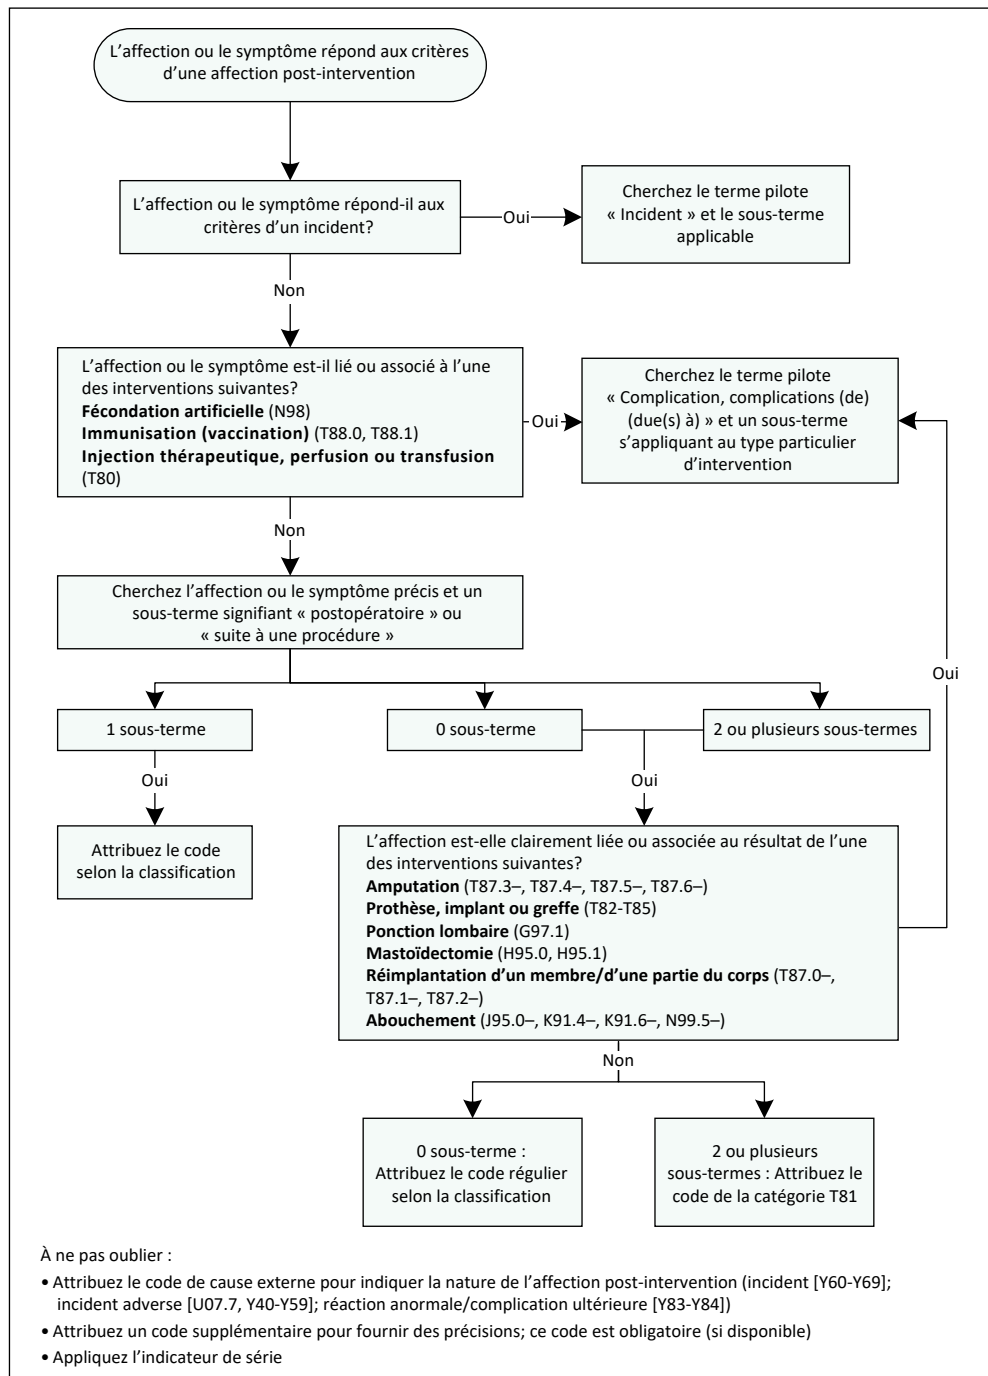 L’affection ou le symptôme répond aux critères
d’une affection post-intervention
L’affection ou le symptôme répond-il aux
critères d’un incident?
Oui
Cherchez le terme pilote
« Incident » et le sous-terme
applicable
Non
L’affection ou le symptôme est-il lié ou associé à l’une
des interventions suivantes?
Fécondation artificielle (N98)
Immunisation (vaccination) (T88.0, T88.1)
Injection thérapeutique, perfusion ou transfusion
(T80)
Oui
Cherchez le terme pilote
« Complication, complications (de)
(due(s) à) » et un sous-terme
s’appliquant au type particulier
d’intervention
Non
Cherchez l’affection ou le symptôme précis et un
sous-terme signifiant « postopératoire » ou
« suite à une procédure »
Oui
1 sous-terme
0 sous-terme
2 ou plusieurs sous-termes
Oui
Oui
Attribuez le code
selon la classification
L’affection est-elle clairement liée ou associée au résultat de l’une
des interventions suivantes?
Amputation (T87.3–, T87.4–, T87.5–, T87.6–)
Prothèse, implant ou greffe (T82-T85)
Ponction lombaire (G97.1)
Mastoïdectomie (H95.0, H95.1)
Réimplantation d’un membre/d’une partie du corps (T87.0–,
T87.1–, T87.2–)
Abouchement (J95.0–, K91.4–, K91.6–, N99.5–)
Non
0 sous-terme :
Attribuez le code régulier
selon la classification
2 ou plusieurs
sous-termes : Attribuez le
code de la catégorie T81
À ne pas oublier :
• Attribuez le code de cause externe pour indiquer la nature de l’affection post-intervention (incident [Y60-Y69];
incident adverse [U07.7, Y40-Y59]; réaction anormale/complication ultérieure [Y83-Y84])
• Attribuez un code supplémentaire pour fournir des précisions; ce code est obligatoire (si disponible)
• Appliquez l’indicateur de série